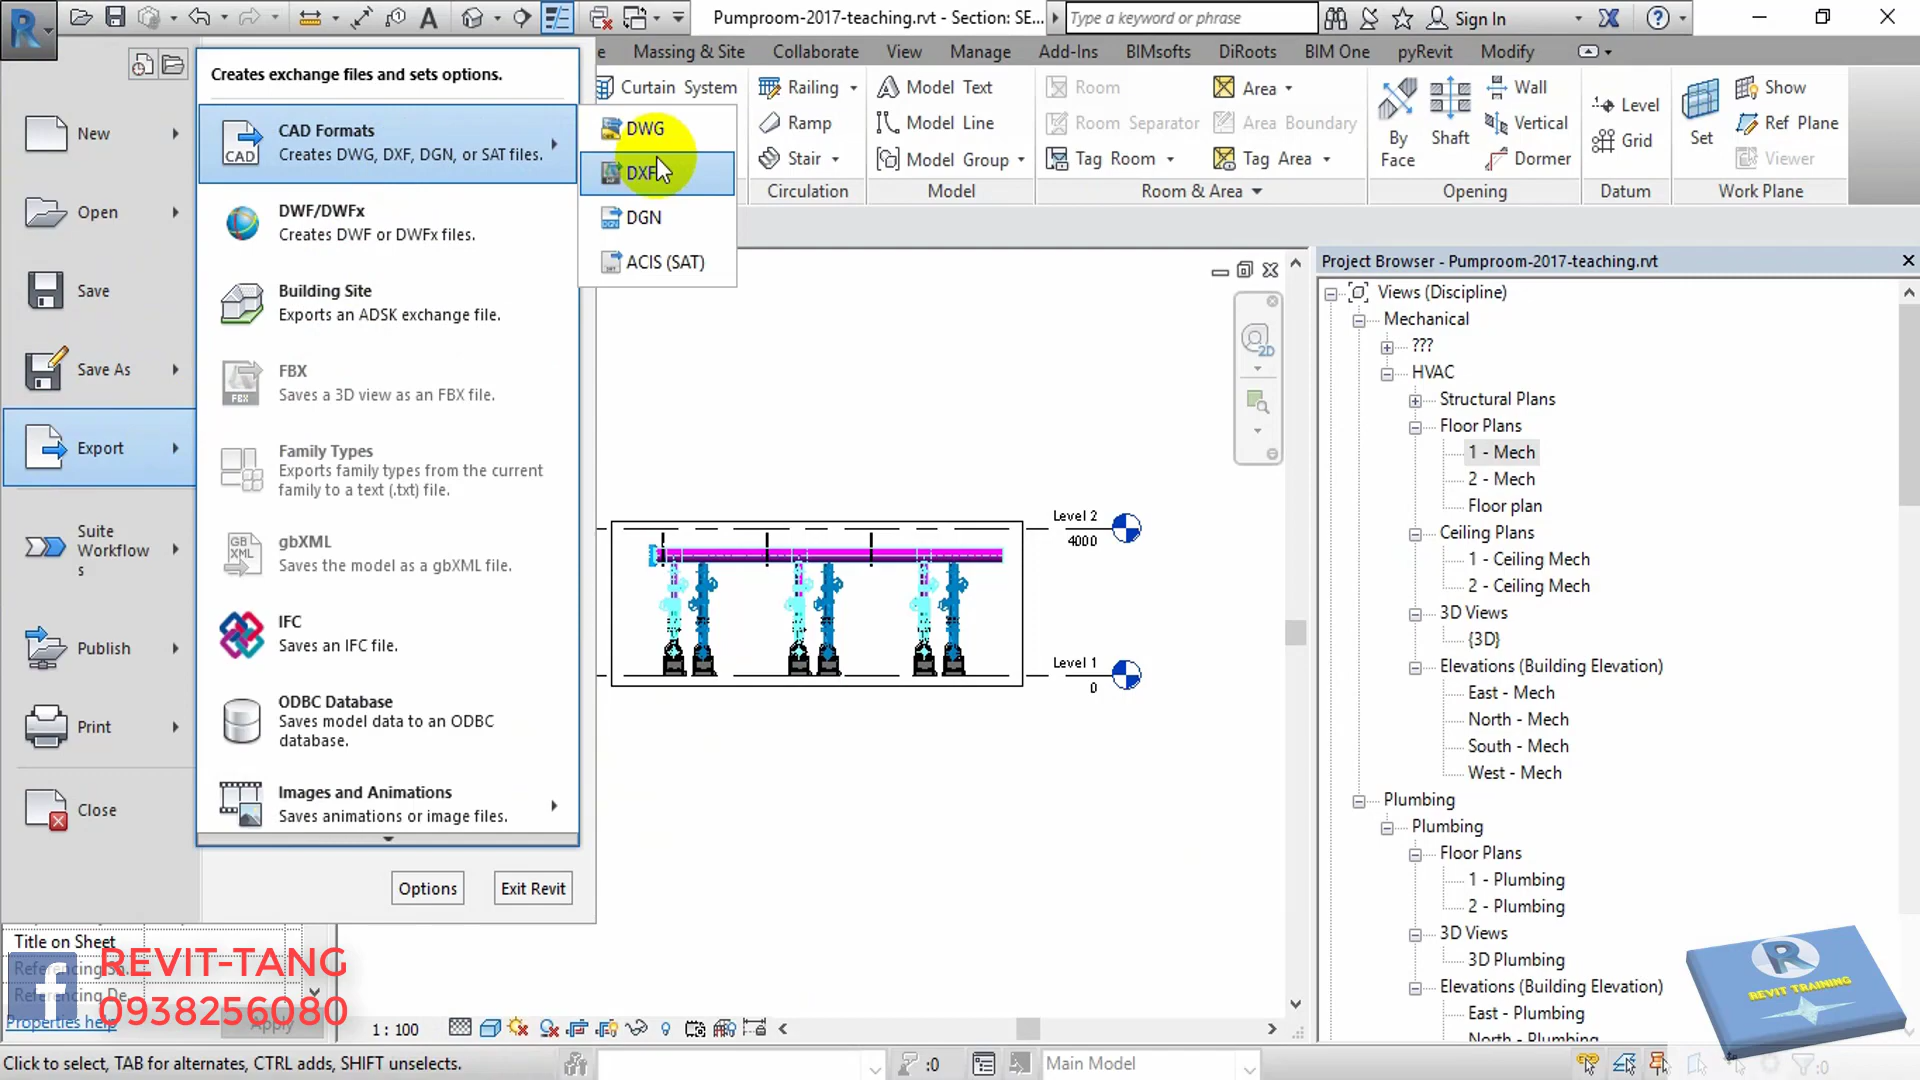 Pumproom-2017-teaching.rvt - Section: SE...
Type a keyword or phrase
Sign In
Massing & Site
Collaborate
View
Manage
Add-Ins
BIMsofts
DiRoots
BIM One
pyRevit
Modify
Creates exchange files and sets options.
New
Open
Save
Save As
Export
Suite
Workflow
s
Publish
Print
Close
CAD Formats
Creates DWG, DXF, DGN, or SAT files.
DWF/DWFx
Creates DWF or DWFx files.
Building Site
Exports an ADSK exchange file.
FBX
Saves a 3D view as an FBX file.
Family Types
Exports family types from the current
family to a text (.txt) file.
gbXML
Saves the model as a gbXML file.
IFC
Saves an IFC file.
ODBC Database
Saves model data to an ODBC
database.
Images and Animations
Saves animations or image files.
Options
Exit Revit
DWG
DXF
DGN
ACIS (SAT)
Curtain System
Railing
Ramp
Stair
Circulation
Model Text
Model Line
Model Group
Model
Room
Room Separator
Tag Room
Area
Area Boundary
Tag Area
Room & Area
By
Face
Shaft
Wall
Vertical
Dormer
Opening
Level
Grid
Datum
Set
Show
Ref Plane
Viewer
Work Plane
Level 2
4000
Level 1
0
Project Browser - Pumproom-2017-teaching.rvt
Views (Discipline)
Mechanical
???
HVAC
Structural Plans
Floor Plans
1 - Mech
2 - Mech
Floor plan
Ceiling Plans
1 - Ceiling Mech
2 - Ceiling Mech
3D Views
{3D}
Elevations (Building Elevation)
East - Mech
North - Mech
South - Mech
West - Mech
Plumbing
Plumbing
Floor Plans
1 - Plumbing
2 - Plumbing
3D Views
3D Plumbing
Elevations (Building Elevation)
East - Plumbing
North - Plumbing
Title on Sheet
Referencing Sh...
Referencing De...
Properties help
Apply
REVIT-TANG
0938256080
1 : 100
REVIT TRAINING
Click to select, TAB for alternates, CTRL adds, SHIFT unselects.
:0
Main Model
:0